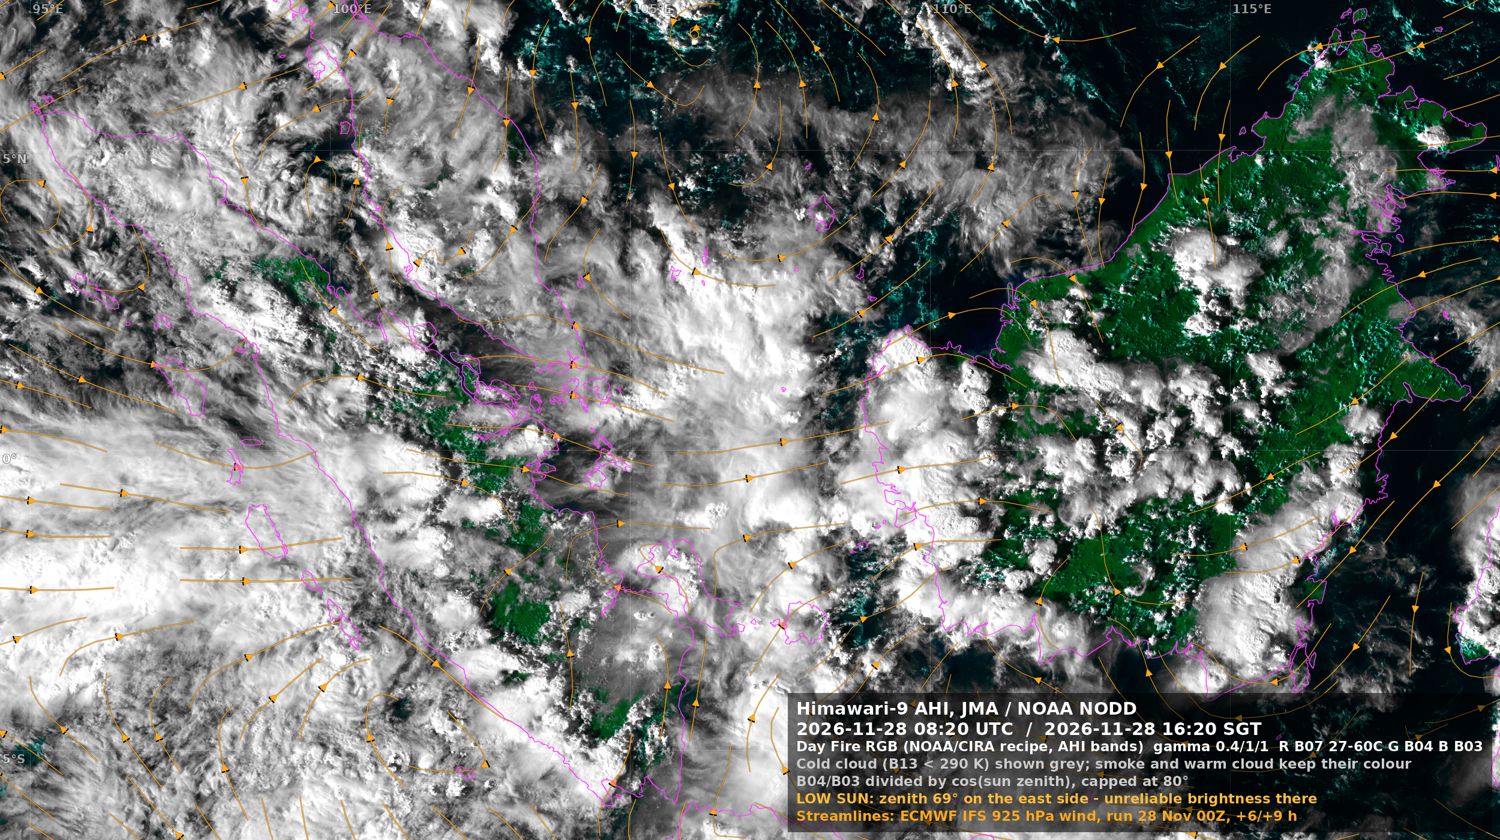 95°E
100°E
105°E
110°E
115°E
5°N
0°
5°S
Himawari-9 AHI, JMA / NOAA NODD
2026-11-28 08:20 UTC / 2026-11-28 16:20 SGT
Day Fire RGB (NOAA/CIRA recipe, AHI bands) gamma 0.4/1/1 R B07 27-60C G B04 B B03
Cold cloud (B13 < 290 K) shown grey; smoke and warm cloud keep their colour
B04/B03 divided by cos(sun zenith), capped at 80°
LOW SUN: zenith 69° on the east side - unreliable brightness there
Streamlines: ECMWF IFS 925 hPa wind, run 28 Nov 00Z, +6/+9 h